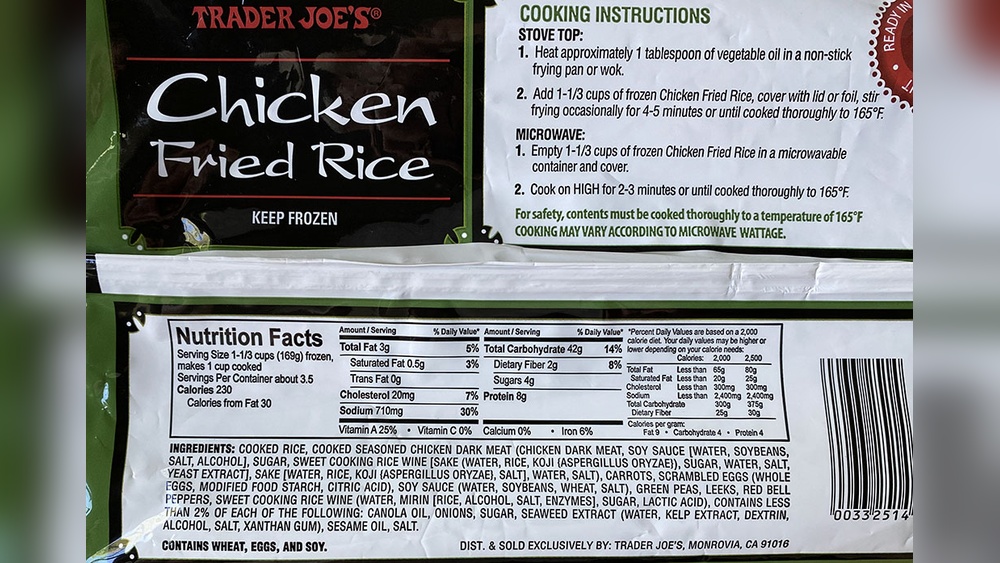 TRADER JOE'S®
Chicken
Fried Rice
KEEP FROZEN
COOKING INSTRUCTIONS
STOVE TOP:
1. Heat approximately 1 tablespoon of vegetable oil in a non-stick
frying pan or wok.
2. Add 1-1/3 cups of frozen Chicken Fried Rice, cover with lid or foil, stir
frying occasionally for 4-5 minutes or until cooked thoroughly to 165°F.
MICROWAVE:
1. Empty 1-1/3 cups of frozen Chicken Fried Rice in a microwavable
container and cover.
2. Cook on HIGH for 2-3 minutes or until cooked thoroughly to 165°F.
For safety, contents must be cooked thoroughly to a temperature of 165°F
COOKING MAY VARY ACCORDING TO MICROWAVE WATTAGE.
READY IN
Nutrition Facts
Serving Size 1-1/3 cups (169g) frozen,
makes 1 cup cooked
Servings Per Container about 3.5
Calories 230
Calories from Fat 30
Amount / Serving % Daily Value*
Total Fat 3g 5%
Saturated Fat 0.5g 3%
Trans Fat 0g
Cholesterol 20mg 7%
Sodium 710mg 30%
Amount / Serving % Daily Value*
Total Carbohydrate 42g 14%
Dietary Fiber 2g 8%
Sugars 4g
Protein 8g
Vitamin A 25% • Vitamin C 0% Calcium 0% • Iron 6%
*Percent Daily Values are based on a 2,000
calorie diet. Your daily values may be higher or
lower depending on your calorie needs:
Calories: 2,000 2,500
Total Fat Less than 65g 80g
Saturated Fat Less than 20g 25g
Cholesterol Less than 300mg 300mg
Sodium Less than 2,400mg 2,400mg
Total Carbohydrate 300g 375g
Dietary Fiber 25g 30g
Calories per gram:
Fat 9 • Carbohydrate 4 • Protein 4
INGREDIENTS: COOKED RICE, COOKED SEASONED CHICKEN DARK MEAT (CHICKEN DARK MEAT, SOY SAUCE [WATER, SOYBEANS,
SALT, ALCOHOL], SUGAR, SWEET COOKING RICE WINE [SAKE (WATER, RICE, KOJI (ASPERGILLUS ORYZAE)), SUGAR, WATER, SALT,
YEAST EXTRACT], SAKE [WATER, RICE, KOJI (ASPERGILLUS ORYZAE), SALT], WATER, SALT), CARROTS, SCRAMBLED EGGS (WHOLE
EGGS, MODIFIED FOOD STARCH, CITRIC ACID), SOY SAUCE (WATER, SOYBEANS, WHEAT, SALT), GREEN PEAS, LEEKS, RED BELL
PEPPERS, SWEET COOKING RICE WINE (WATER, MIRIN [RICE, ALCOHOL, SALT, ENZYMES], SUGAR, LACTIC ACID), CONTAINS LESS
THAN 2% OF EACH OF THE FOLLOWING: CANOLA OIL, ONIONS, SUGAR, SEAWEED EXTRACT (WATER, KELP EXTRACT, DEXTRIN,
ALCOHOL, SALT, XANTHAN GUM), SESAME OIL, SALT.
CONTAINS WHEAT, EGGS, AND SOY.
DIST. & SOLD EXCLUSIVELY BY: TRADER JOE'S, MONROVIA, CA 91016
00332514